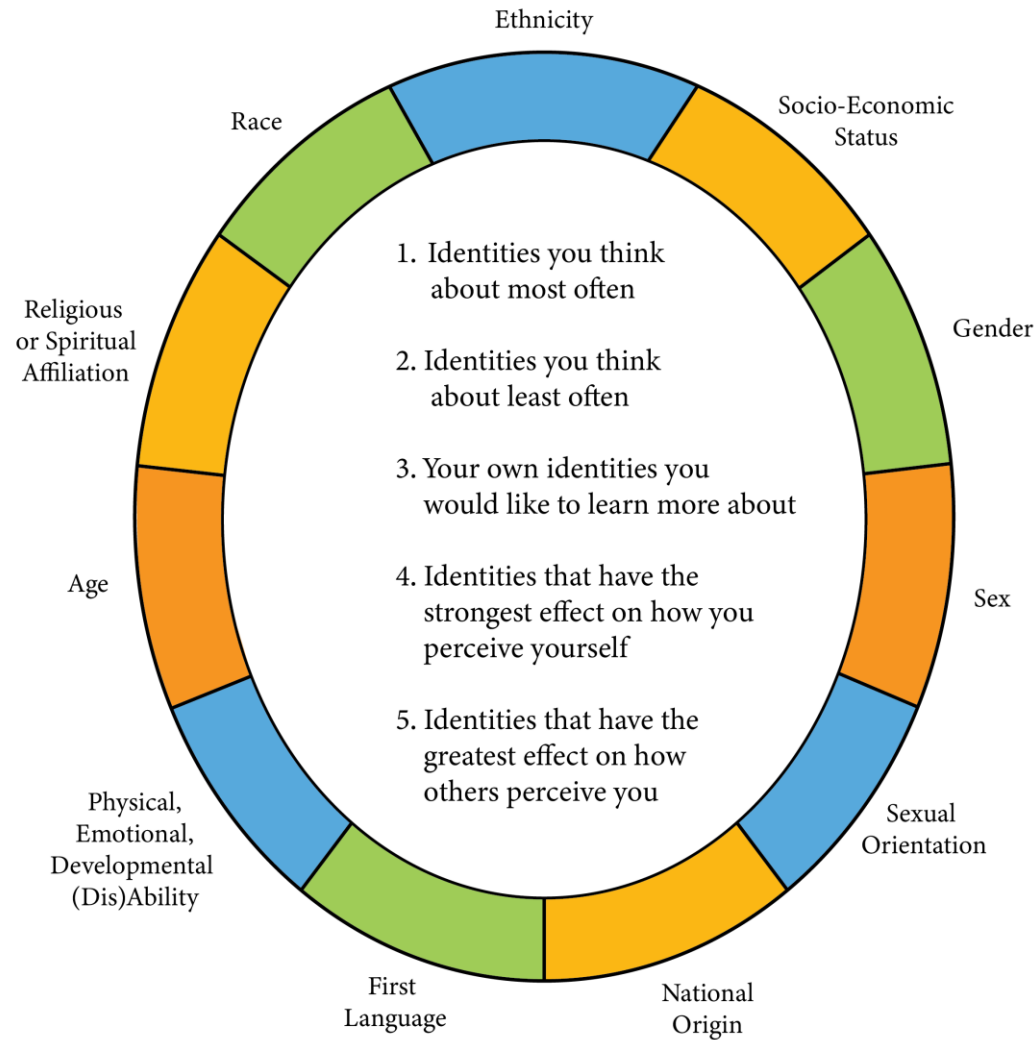 Ethnicity
Socio-Economic
Status
Gender
Sex
Sexual
Orientation
National
Origin
First
Language
Physical,
Emotional,
Developmental
(Dis)Ability
Age
Religious
or Spiritual
Affiliation
Race
1. Identities you think
about most often
2. Identities you think
about least often
3. Your own identities you
would like to learn more about
4. Identities that have the
strongest effect on how you
perceive yourself
5. Identities that have the
greatest effect on how
others perceive you